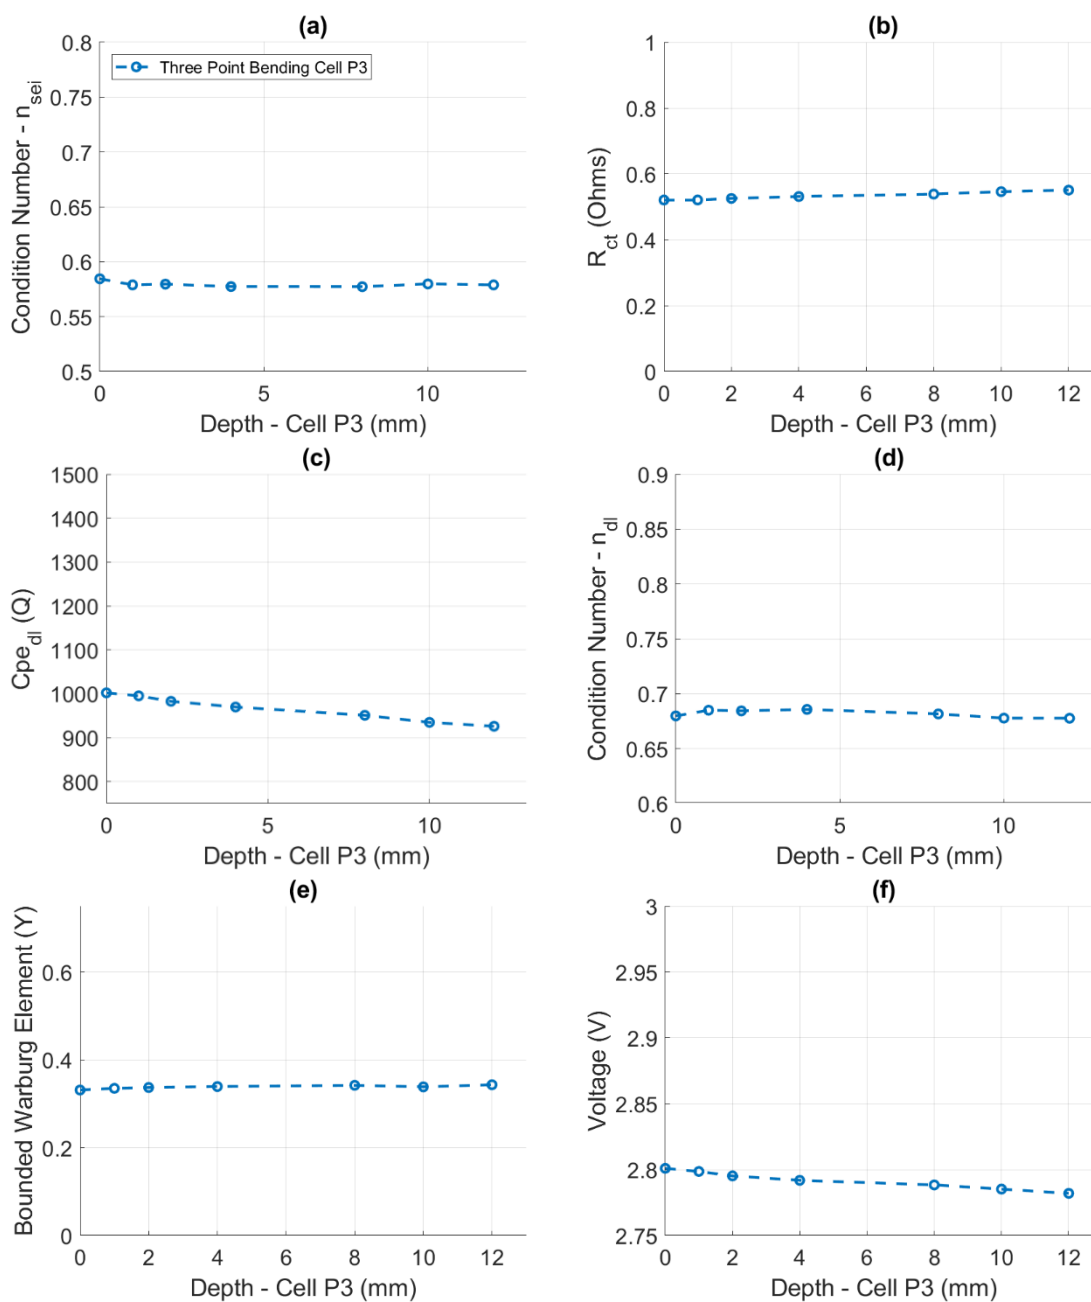 (a)
0.8
0.75
0.7
0.65
0.6
0.55
0.5
Condition Number - n_sei
Three Point Bending Cell P3
0 5 10
Depth - Cell P3 (mm)
(b)
1
0.8
0.6
0.4
0.2
0
R_ct (Ohms)
0 2 4 6 8 10 12
Depth - Cell P3 (mm)
(c)
1500
1400
1300
1200
1100
1000
900
800
Cpe_dl (Q)
0 5 10
Depth - Cell P3 (mm)
(d)
0.9
0.85
0.8
0.75
0.7
0.65
0.6
Condition Number - n_dl
0 5 10
Depth - Cell P3 (mm)
(e)
0.6
0.4
0.2
0
Bounded Warburg Element (Y)
0 2 4 6 8 10 12
Depth - Cell P3 (mm)
(f)
3
2.95
2.9
2.85
2.8
2.75
Voltage (V)
0 2 4 6 8 10 12
Depth - Cell P3 (mm)